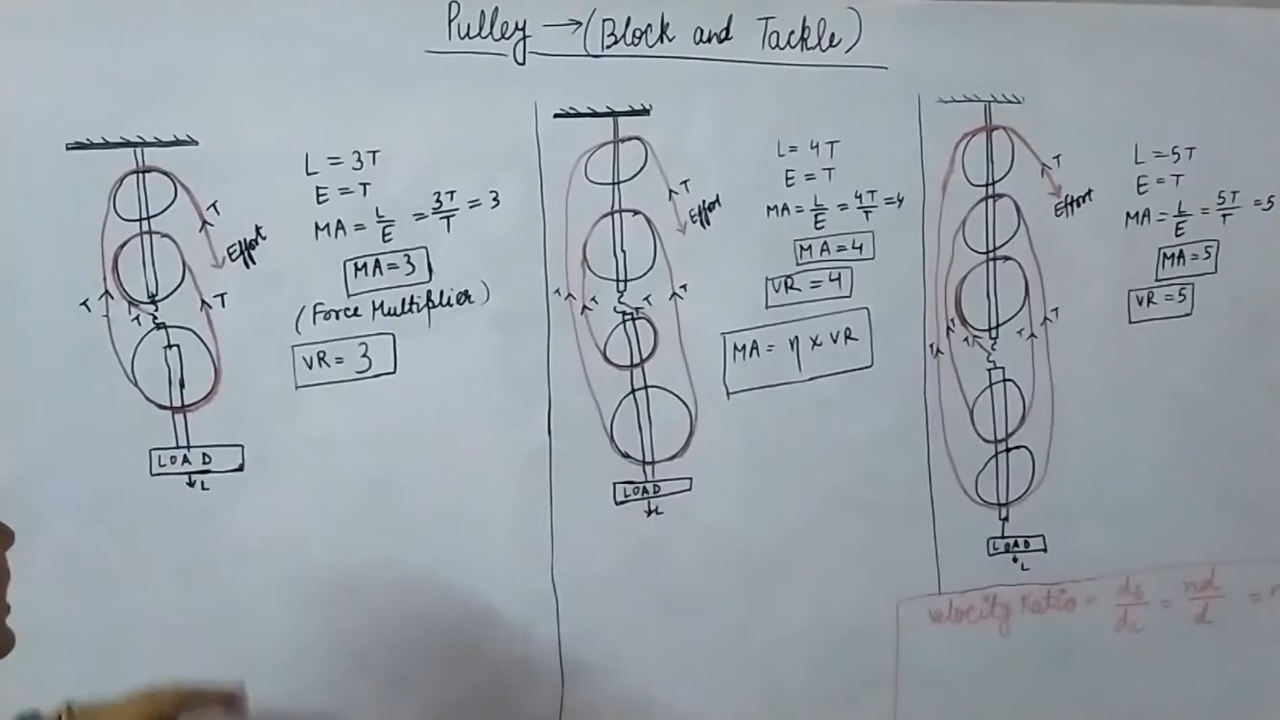 Pulley → (Block and Tackle)
L = 3T
E = T
MA = L/E = 3T/T = 3
MA = 3
(Force Multiplier)
VR = 3
T
Effort
T
T
T
LOAD
↓L
L = 4T
E = T
MA = L/E = 4T/T = 4
MA = 4
VR = 4
MA = η x VR
T
Effort
T
T
T
T
LOAD
↓L
L = 5T
E = T
MA = L/E = 5T/T = 5
MA = 5
VR = 5
T
Effort
T
T
T
T
T
LOAD
↓L
Velocity Ratio = dE/dL = nd/d = n